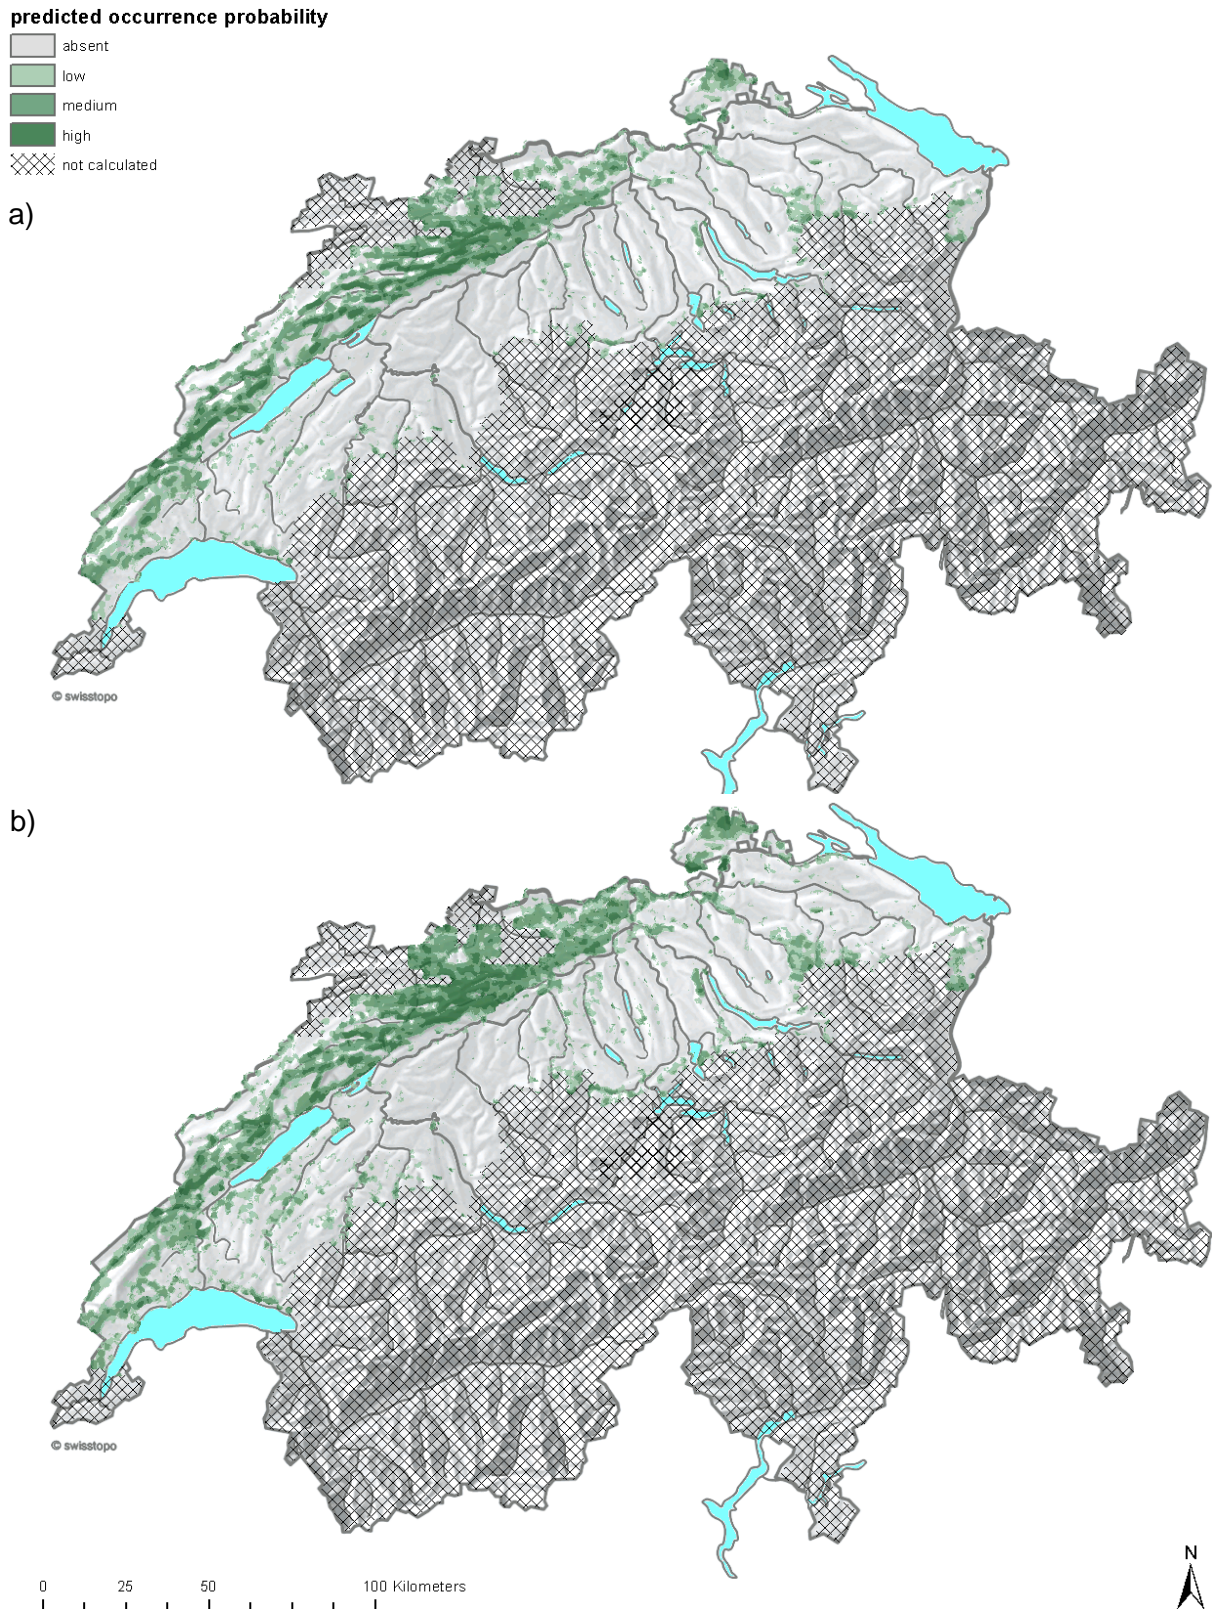 predicted occurrence probability
absent
low
medium
high
not calculated
a)
© swisstopo
b)
© swisstopo
0 25 50 100 Kilometers
N